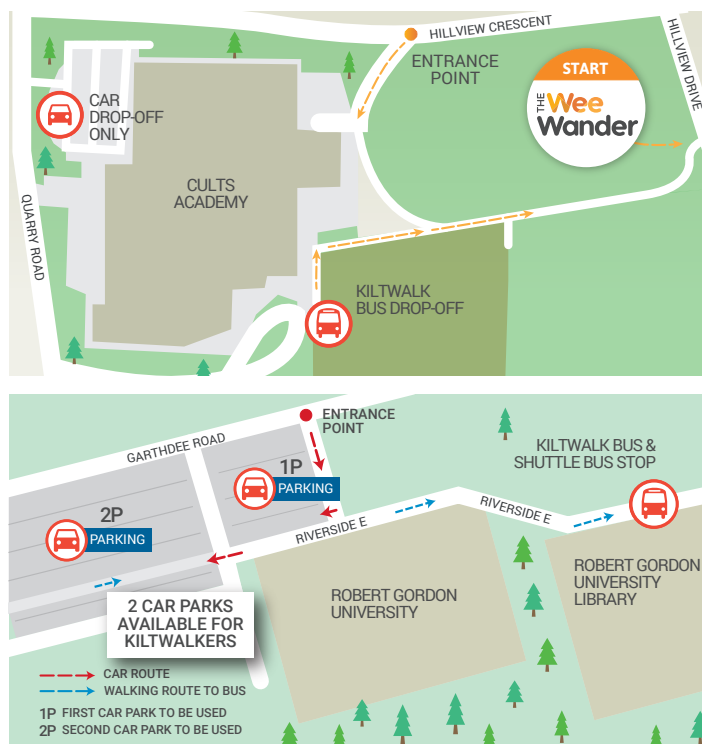 HILLVIEW CRESCENT
ENTRANCE
POINT
HILLVIEW DRIVE
START
THE
Wee
Wander
CAR
DROP-OFF
ONLY
CULTS
ACADEMY
QUARRY ROAD
KILTWALK
BUS DROP-OFF
ENTRANCE
POINT
GARTHDEE ROAD
KILTWALK BUS &
SHUTTLE BUS STOP
1P
PARKING
2P
PARKING
RIVERSIDE E
RIVERSIDE E
ROBERT GORDON
UNIVERSITY
LIBRARY
ROBERT GORDON
UNIVERSITY
2 CAR PARKS
AVAILABLE FOR
KILTWALKERS
CAR ROUTE
WALKING ROUTE TO BUS
1P FIRST CAR PARK TO BE USED
2P SECOND CAR PARK TO BE USED